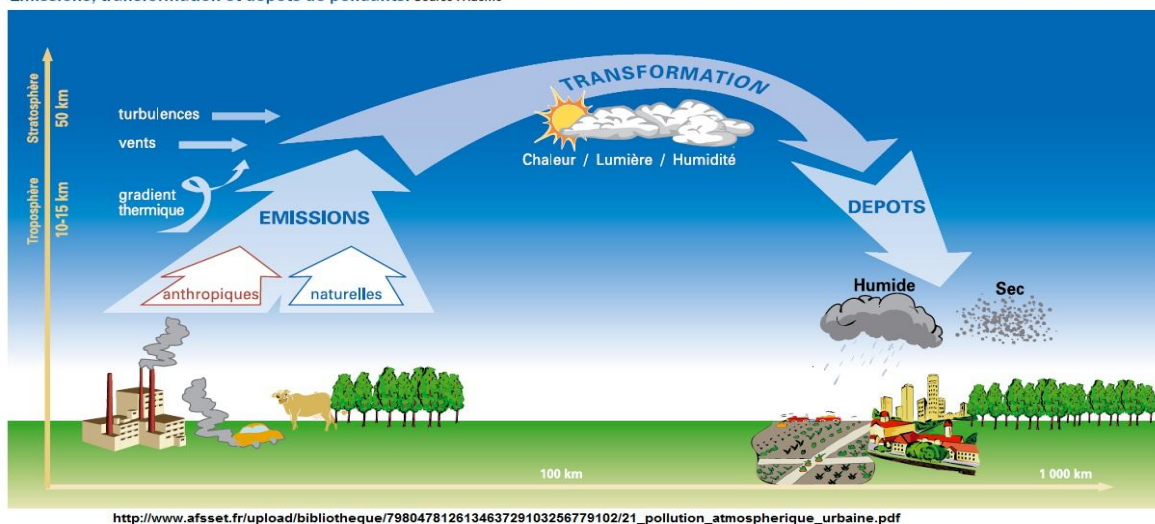 Stratosphère
50 km
Troposphère
10-15 km
turbulences
vents
gradient
thermique
EMISSIONS
anthropiques
naturelles
TRANSFORMATION
Chaleur / Lumière / Humidité
DEPOTS
Humide
Sec
100 km
1 000 km
http://www.afsset.fr/upload/bibliotheque/798047812613463729103256779102/21_pollution_atmospherique_urbaine.pdf